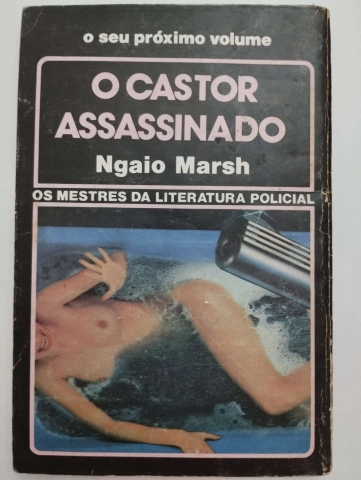 o seu próximo volume
O CASTOR
ASSASSINADO
Ngaio Marsh
OS MESTRES DA LITERATURA POLICIAL